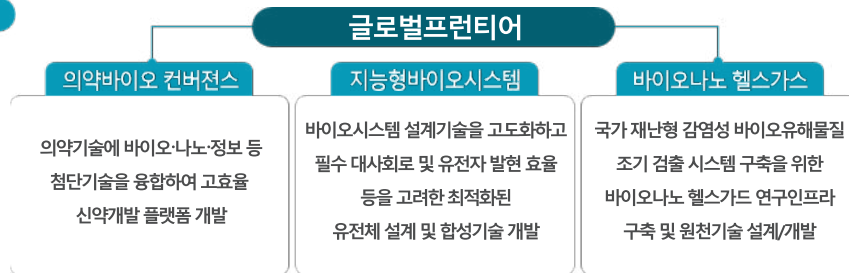 글로벌프런티어
의약바이오 컨버젼스
의약기술에 바이오·나노·정보 등
첨단기술을 융합하여 고효율
신약개발 플랫폼 개발
지능형바이오시스템
바이오시스템 설계기술을 고도화하고
필수 대사회로 및 유전자 발현 효율
등을 고려한 최적화된
유전체 설계 및 합성기술 개발
바이오나노 헬스가스
국가 재난형 감염성 바이오유해물질
조기 검출 시스템 구축을 위한
바이오나노 헬스가드 연구인프라
구축 및 원천기술 설계/개발